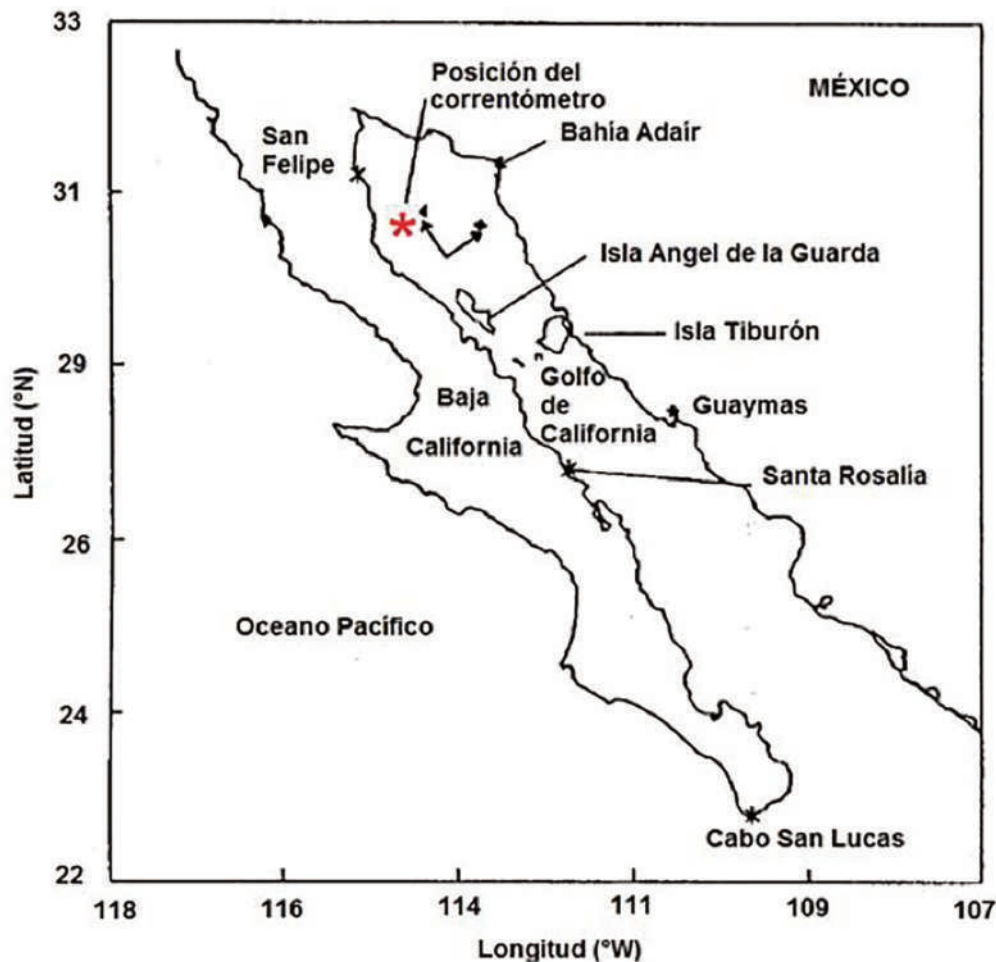 33
31
29
26
24
22
Latitud (°N)
Posición del
correntómetro
MÉXICO
San
Felipe
Bahía Adaír
Isla Angel de la Guarda
Isla Tiburón
Golfo
de
California
Baja
California
Guaymas
Santa Rosalía
Oceano Pacífico
Cabo San Lucas
118
116
114
111
109
107
Longitud (°W)